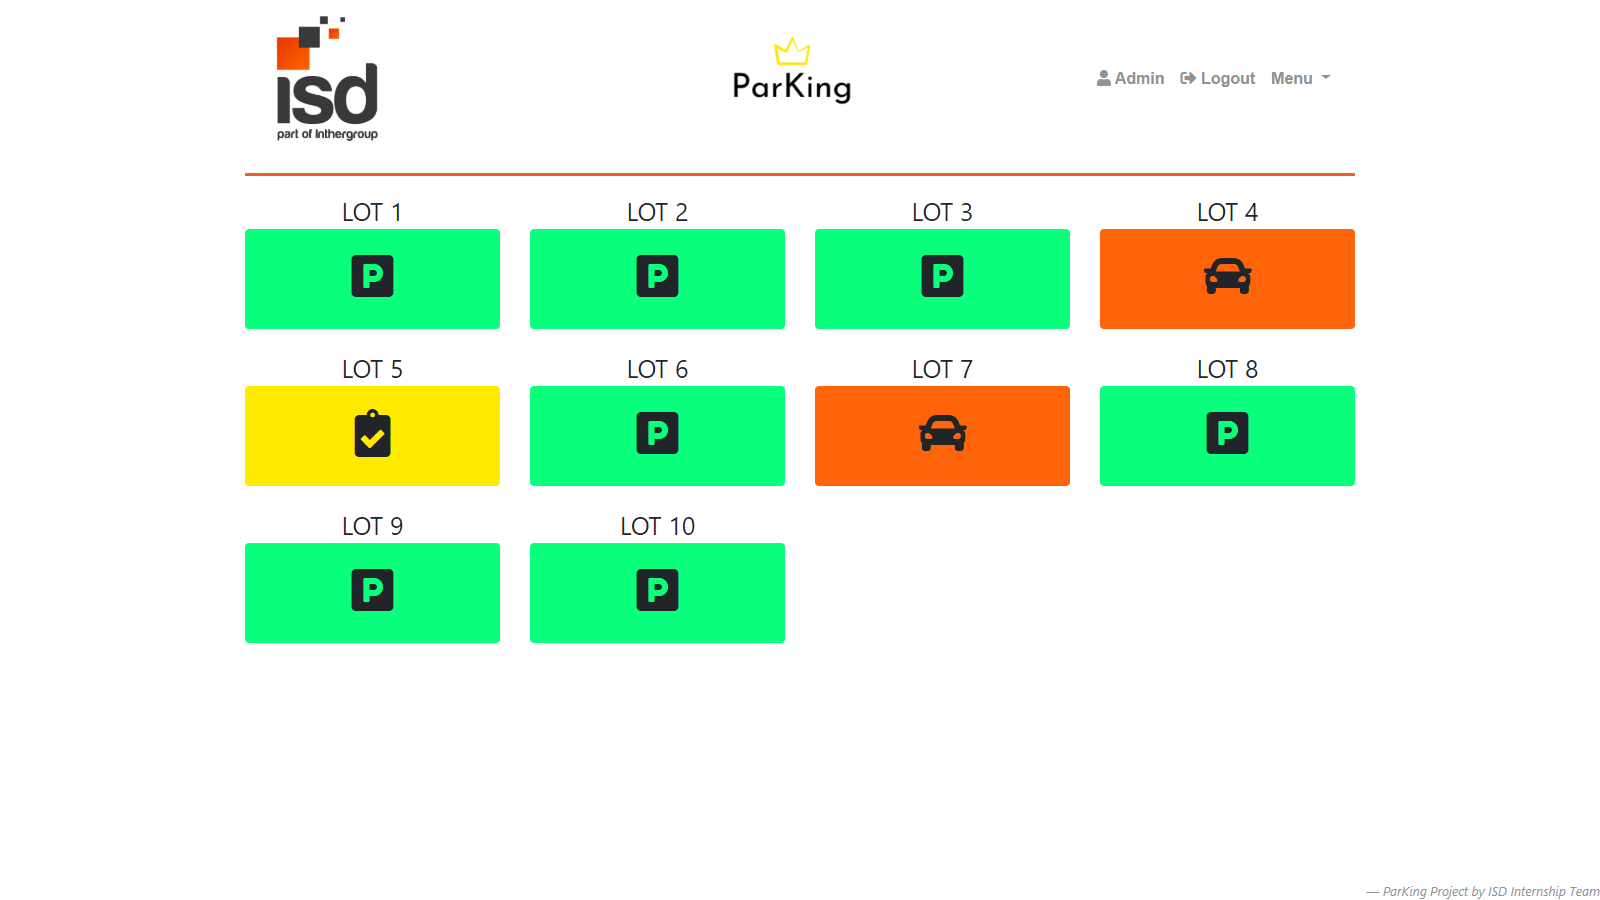 isd
part of Inthergroup
ParKing
Admin Logout Menu
LOT 1 LOT 2 LOT 3 LOT 4
P P P
LOT 5 LOT 6 LOT 7 LOT 8
P P
LOT 9 LOT 10
P P
— ParKing Project by ISD Internship Team